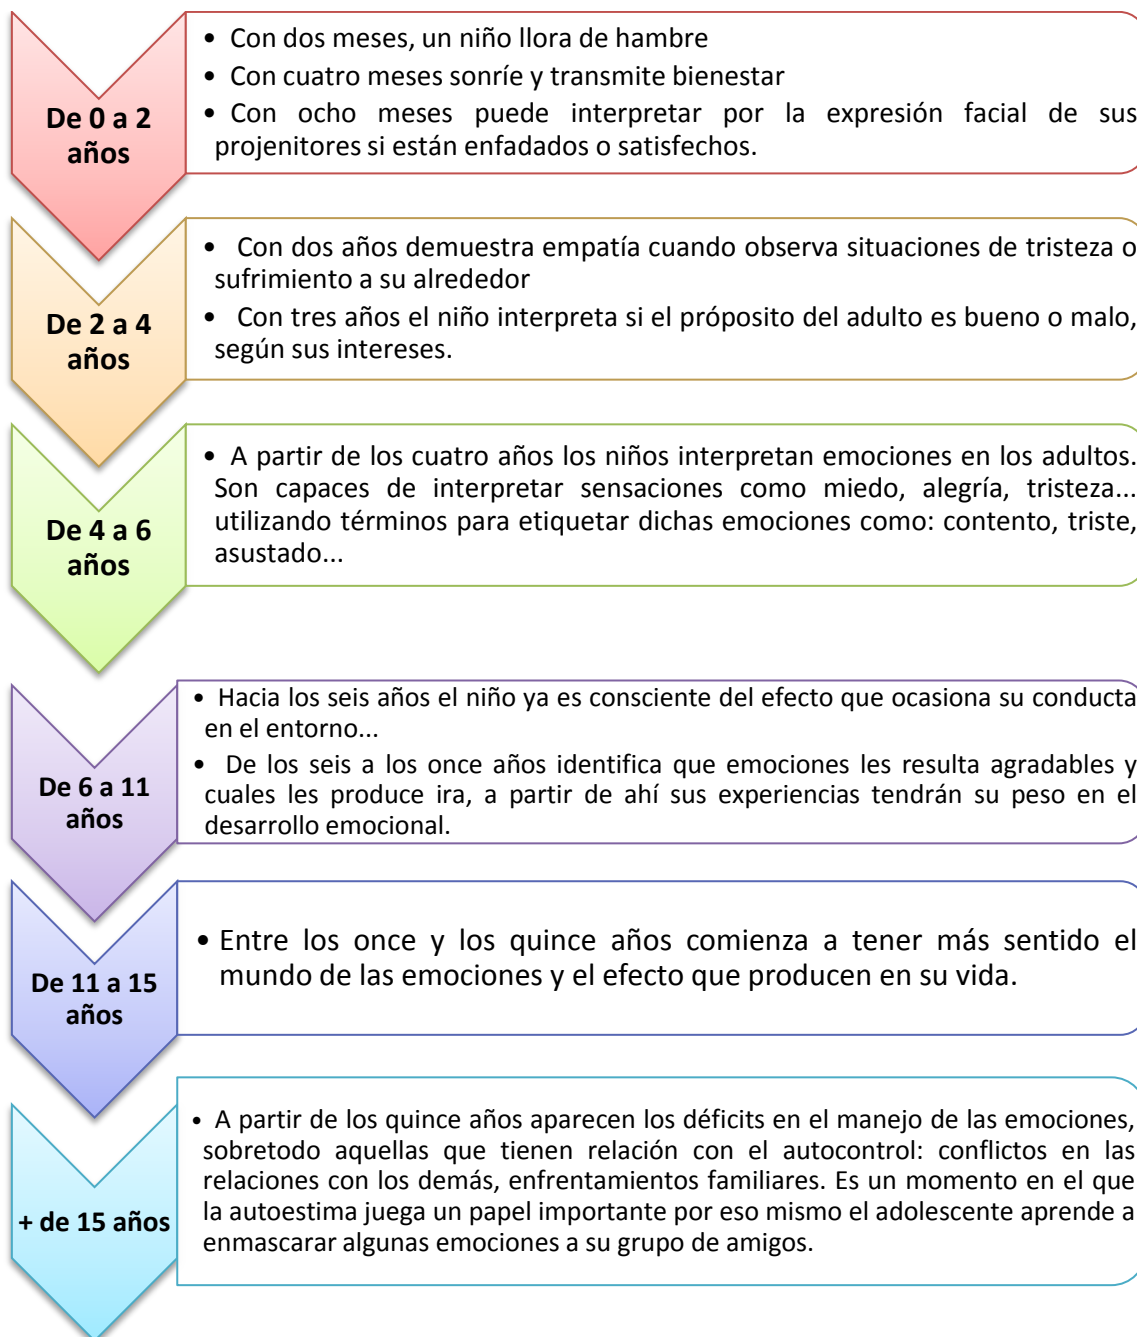 De 0 a 2
años
• Con dos meses, un niño llora de hambre
• Con cuatro meses sonríe y transmite bienestar
• Con ocho meses puede interpretar por la expresión facial de sus
projenitores si están enfadados o satisfechos.
De 2 a 4
años
• Con dos años demuestra empatía cuando observa situaciones de tristeza o
sufrimiento a su alrededor
• Con tres años el niño interpreta si el próposito del adulto es bueno o malo,
según sus intereses.
De 4 a 6
años
• A partir de los cuatro años los niños interpretan emociones en los adultos.
Son capaces de interpretar sensaciones como miedo, alegría, tristeza...
utilizando términos para etiquetar dichas emociones como: contento, triste,
asustado...
De 6 a 11
años
• Hacia los seis años el niño ya es consciente del efecto que ocasiona su conducta
en el entorno...
• De los seis a los once años identifica que emociones les resulta agradables y
cuales les produce ira, a partir de ahí sus experiencias tendrán su peso en el
desarrollo emocional.
De 11 a 15
años
• Entre los once y los quince años comienza a tener más sentido el
mundo de las emociones y el efecto que producen en su vida.
+ de 15 años
• A partir de los quince años aparecen los déficits en el manejo de las emociones,
sobretodo aquellas que tienen relación con el autocontrol: conflictos en las
relaciones con los demás, enfrentamientos familiares. Es un momento en el que
la autoestima juega un papel importante por eso mismo el adolescente aprende a
enmascarar algunas emociones a su grupo de amigos.